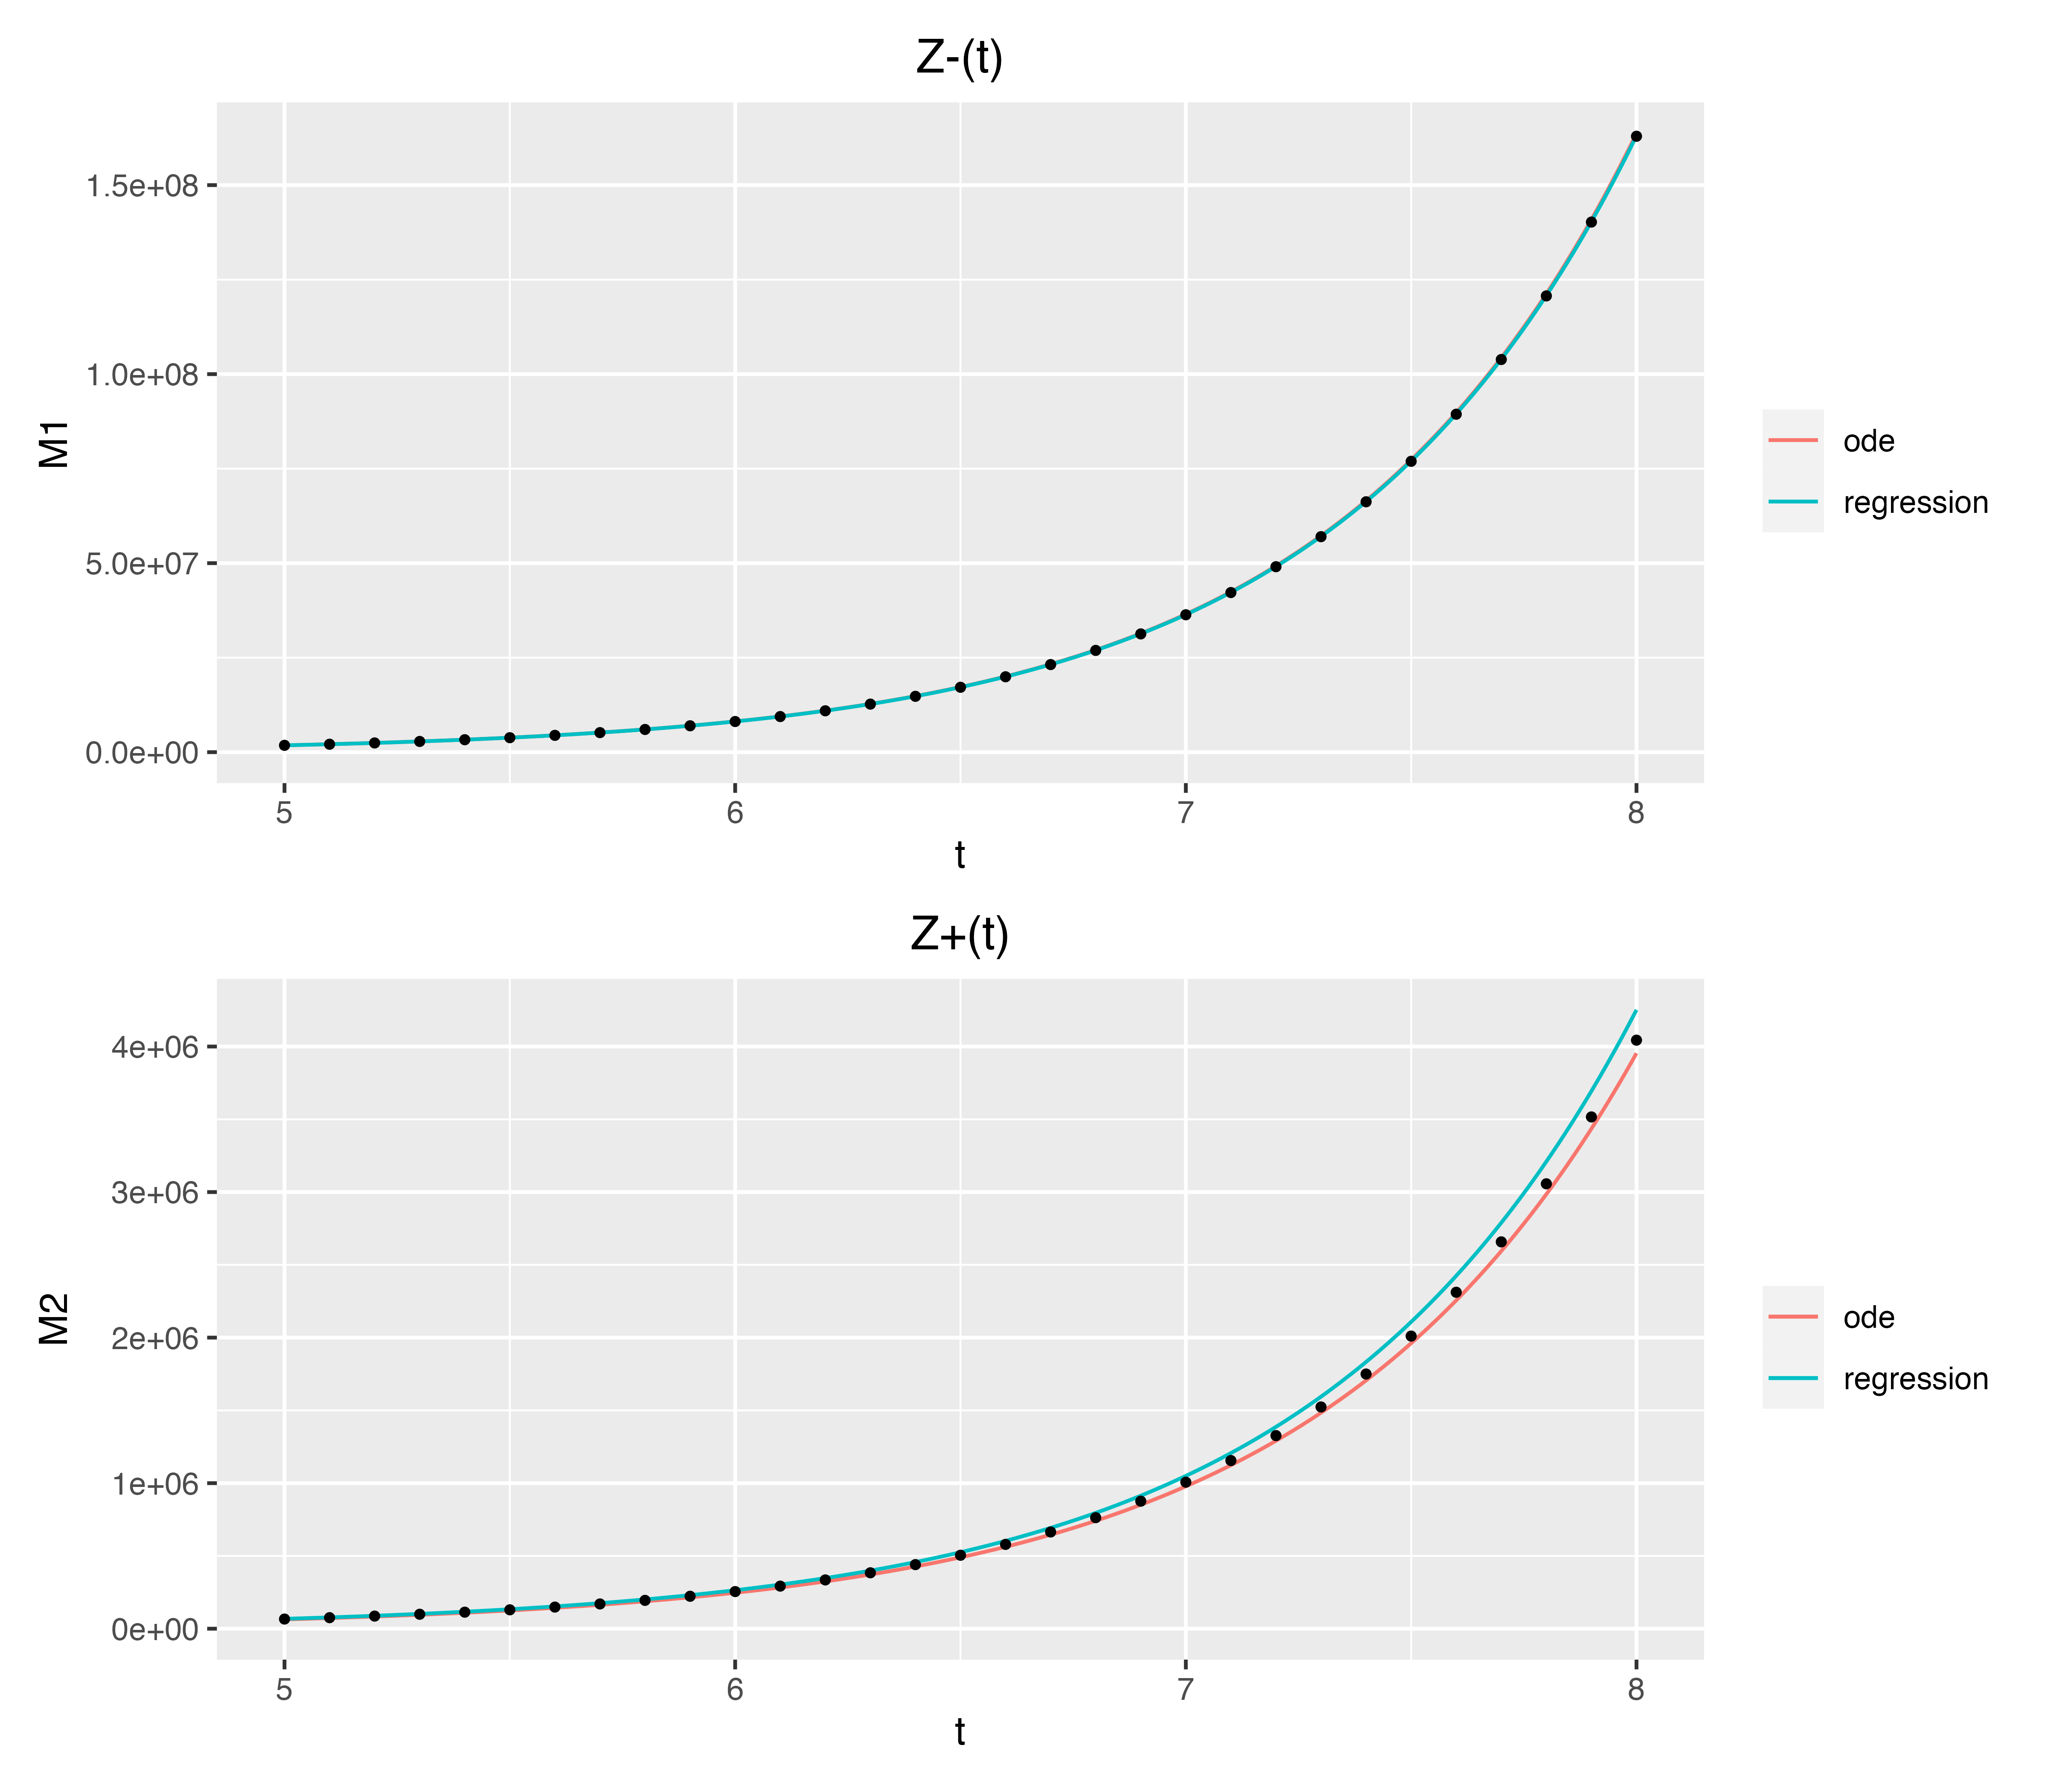 Z-(t)
M1
1.5e+08
1.0e+08
5.0e+07
0.0e+00
5 6 7 8
t
ode
regression
Z+(t)
M2
4e+06
3e+06
2e+06
1e+06
0e+00
5 6 7 8
t
ode
regression